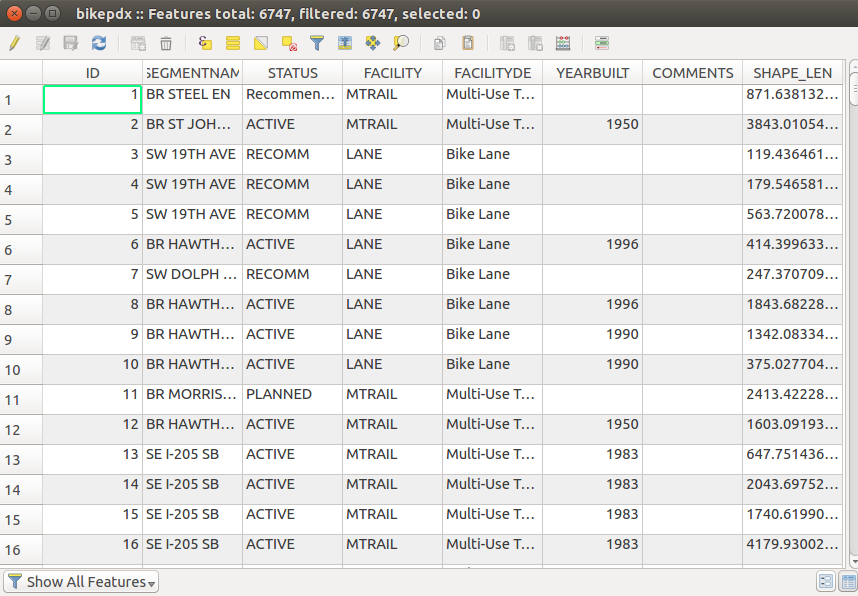 bikepdx :: Features total: 6747, filtered: 6747, selected: 0
ID SEGMENTNAM STATUS FACILITY FACILITYDE YEARBUILT COMMENTS SHAPE_LEN
1 1 BR STEEL EN Recommen... MTRAIL Multi-Use T... 871.638132...
2 2 BR ST JOH... ACTIVE MTRAIL Multi-Use T... 1950 3843.01054...
3 3 SW 19TH AVE RECOMM LANE Bike Lane 119.436461...
4 4 SW 19TH AVE RECOMM LANE Bike Lane 179.546581...
5 5 SW 19TH AVE RECOMM LANE Bike Lane 563.720078...
6 6 BR HAWTH... ACTIVE LANE Bike Lane 1996 414.399633...
7 7 SW DOLPH ... RECOMM LANE Bike Lane 247.370709...
8 8 BR HAWTH... ACTIVE LANE Bike Lane 1996 1843.68228...
9 9 BR HAWTH... ACTIVE LANE Bike Lane 1990 1342.08334...
10 10 BR HAWTH... ACTIVE LANE Bike Lane 1990 375.027704...
11 11 BR MORRIS... PLANNED MTRAIL Multi-Use T... 2413.42228...
12 12 BR HAWTH... ACTIVE MTRAIL Multi-Use T... 1950 1603.09193...
13 13 SE I-205 SB ACTIVE MTRAIL Multi-Use T... 1983 647.751436...
14 14 SE I-205 SB ACTIVE MTRAIL Multi-Use T... 1983 2043.69752...
15 15 SE I-205 SB ACTIVE MTRAIL Multi-Use T... 1983 1740.61990...
16 16 SE I-205 SB ACTIVE MTRAIL Multi-Use T... 1983 4179.93002...
Show All Features